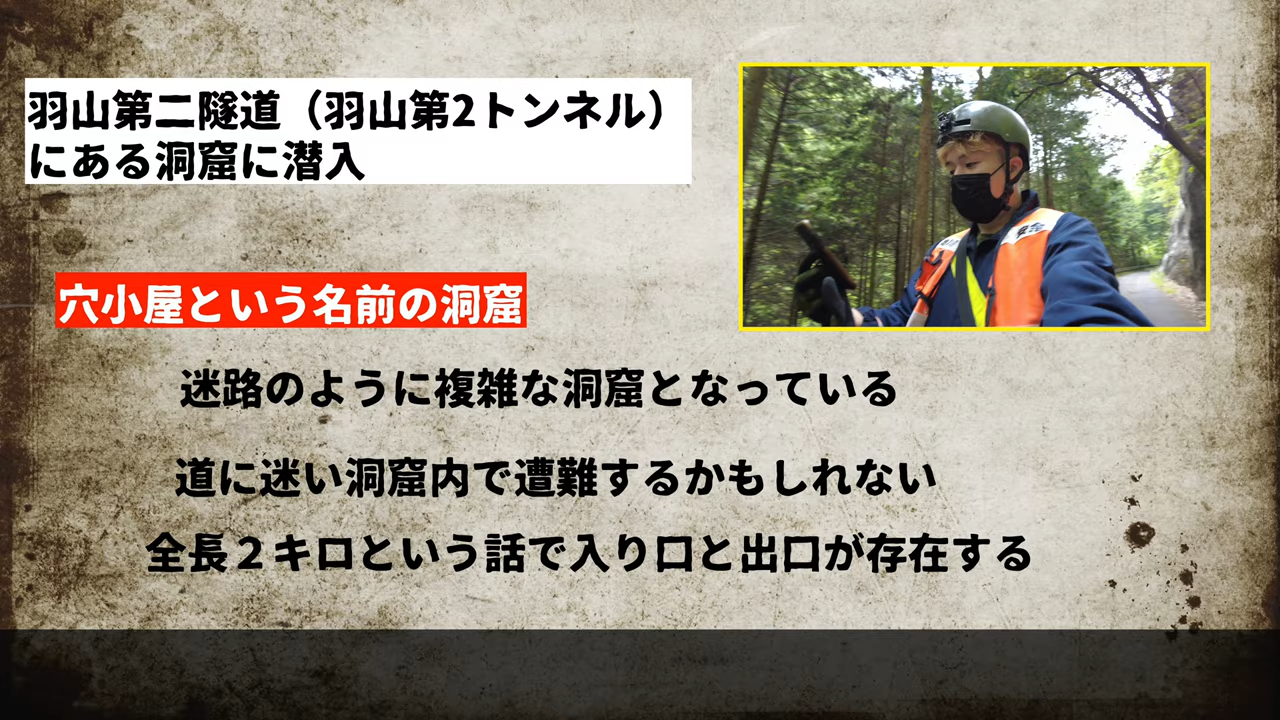 羽山第二隧道（羽山第2トンネル）
にある洞窟に潜入
穴小屋という名前の洞窟
迷路のように複雑な洞窟となっている
道に迷い洞窟内で遭難するかもしれない
全長２キロという話で入り口と出口が存在する